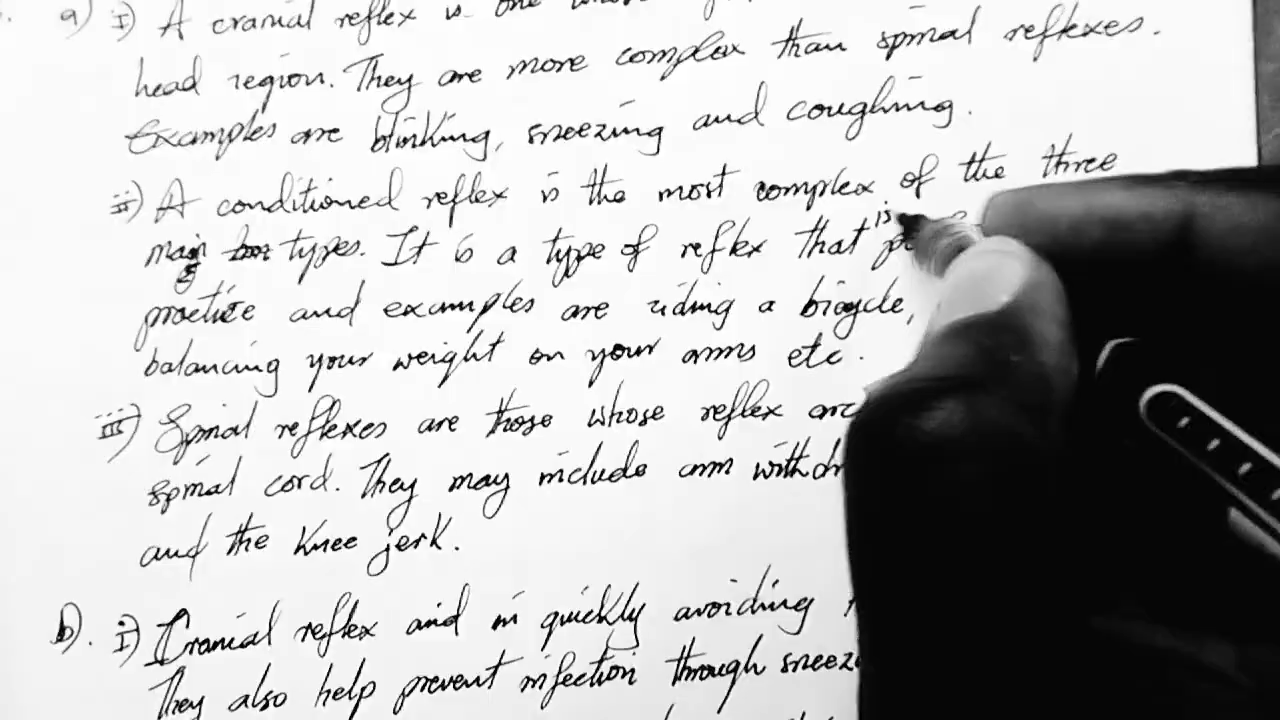 a) i) A cranial reflex is one whose
head region. They are more complex than spinal reflexes.
Examples are blinking, sneezing and coughing.
ii) A conditioned reflex is the most complex of the three
main types. It is a type of reflex that is
practice and examples are riding a bicycle,
balancing your weight on your arms etc.
iii) Spinal reflexes are those whose reflex arc
spinal cord. They may include arm withdr
and the knee jerk.
b). i) Cranial reflex aid in quickly avoiding
They also help prevent infection through sneez